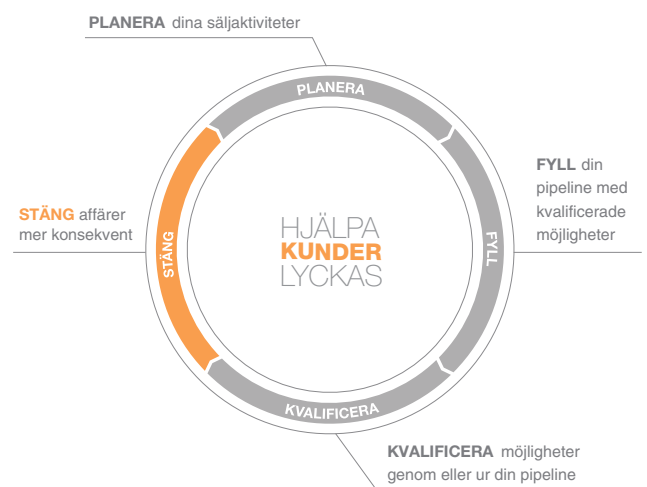 PLANERA dina säljaktiviteter
PLANERA
FYLL din
pipeline med
kvalificerade
möjligheter
STÄNG affärer
mer konsekvent
STÄNG
HJÄLPA
KUNDER
LYCKAS
FYLL
KVALIFICERA
KVALIFICERA möjligheter
genom eller ur din pipeline